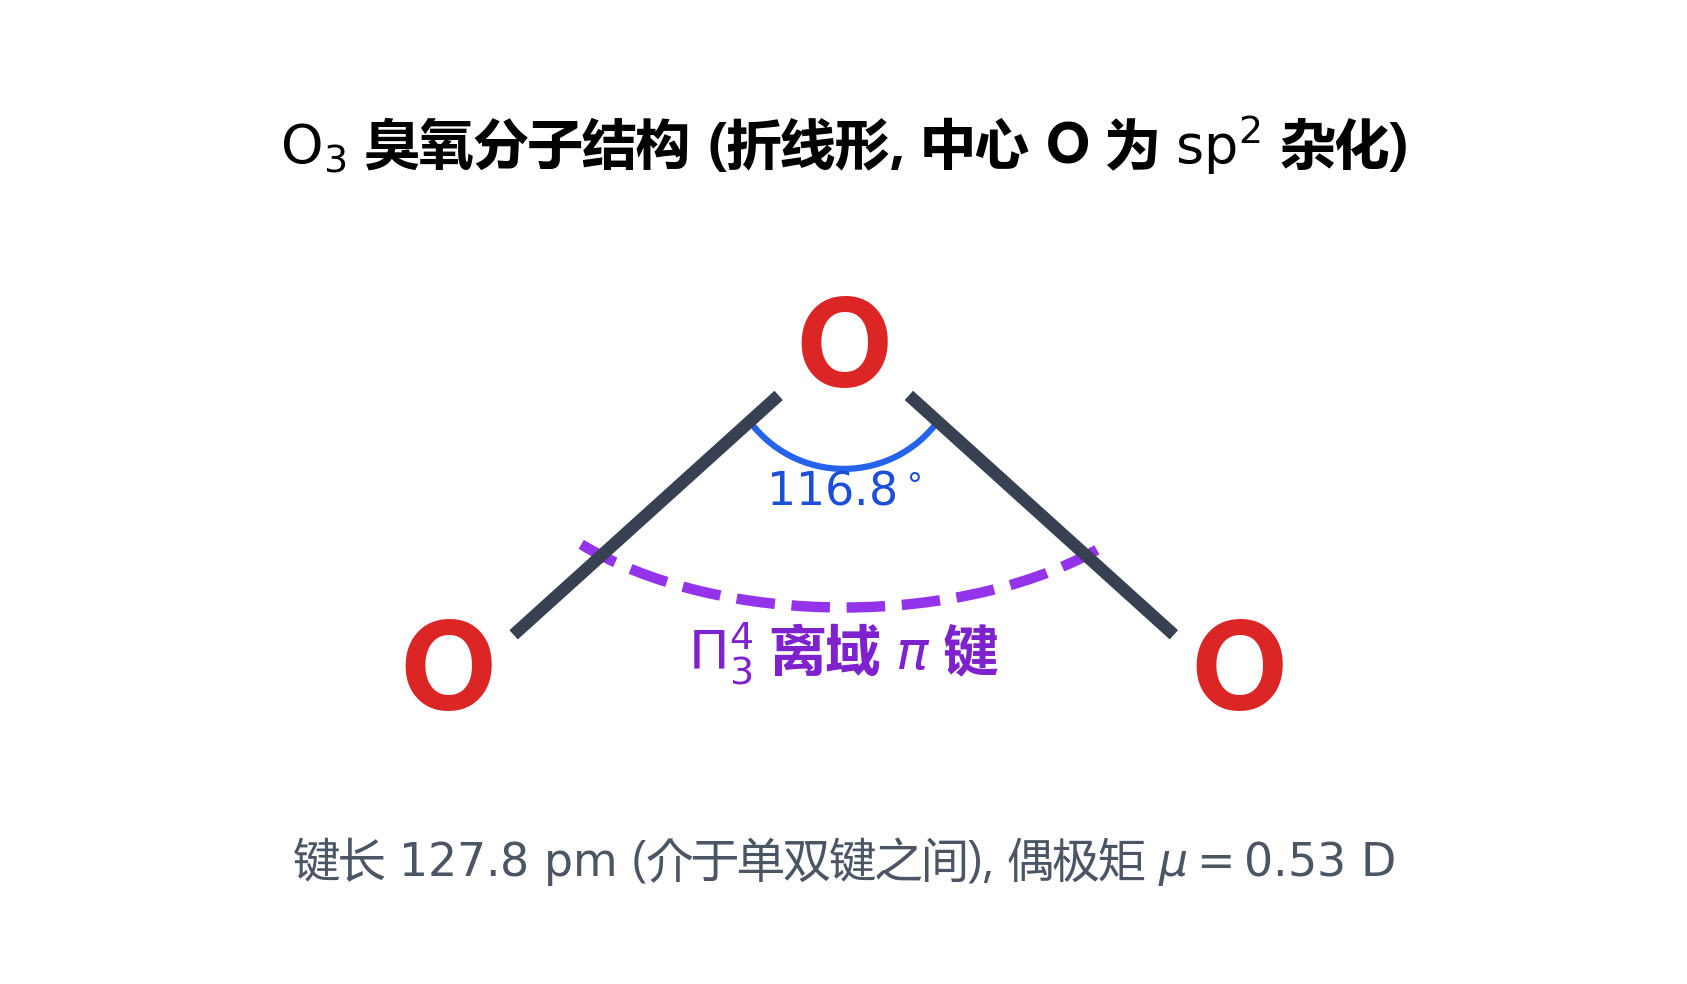 O₃ 臭氧分子结构 (折线形, 中心 O 为 sp² 杂化)
O
116.8°
O
O
Π₃⁴ 离域 π 键
键长 127.8 pm (介于单双键之间), 偶极矩 μ = 0.53 D